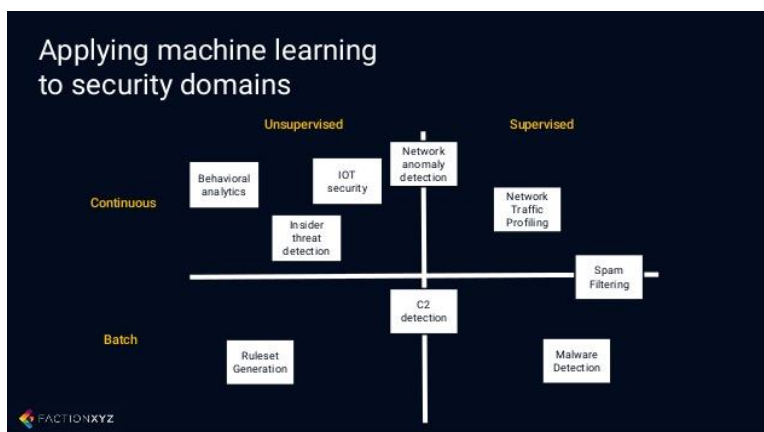 Applying machine learning
to security domains
Unsupervised
Supervised
Network
anomaly
detection
Behavioral
analytics
IOT
security
Continuous
Network
Traffic
Profiling
Insider
threat
detection
Spam
Filtering
C2
detection
Batch
Ruleset
Generation
Malware
Detection
FACTIONXYZ